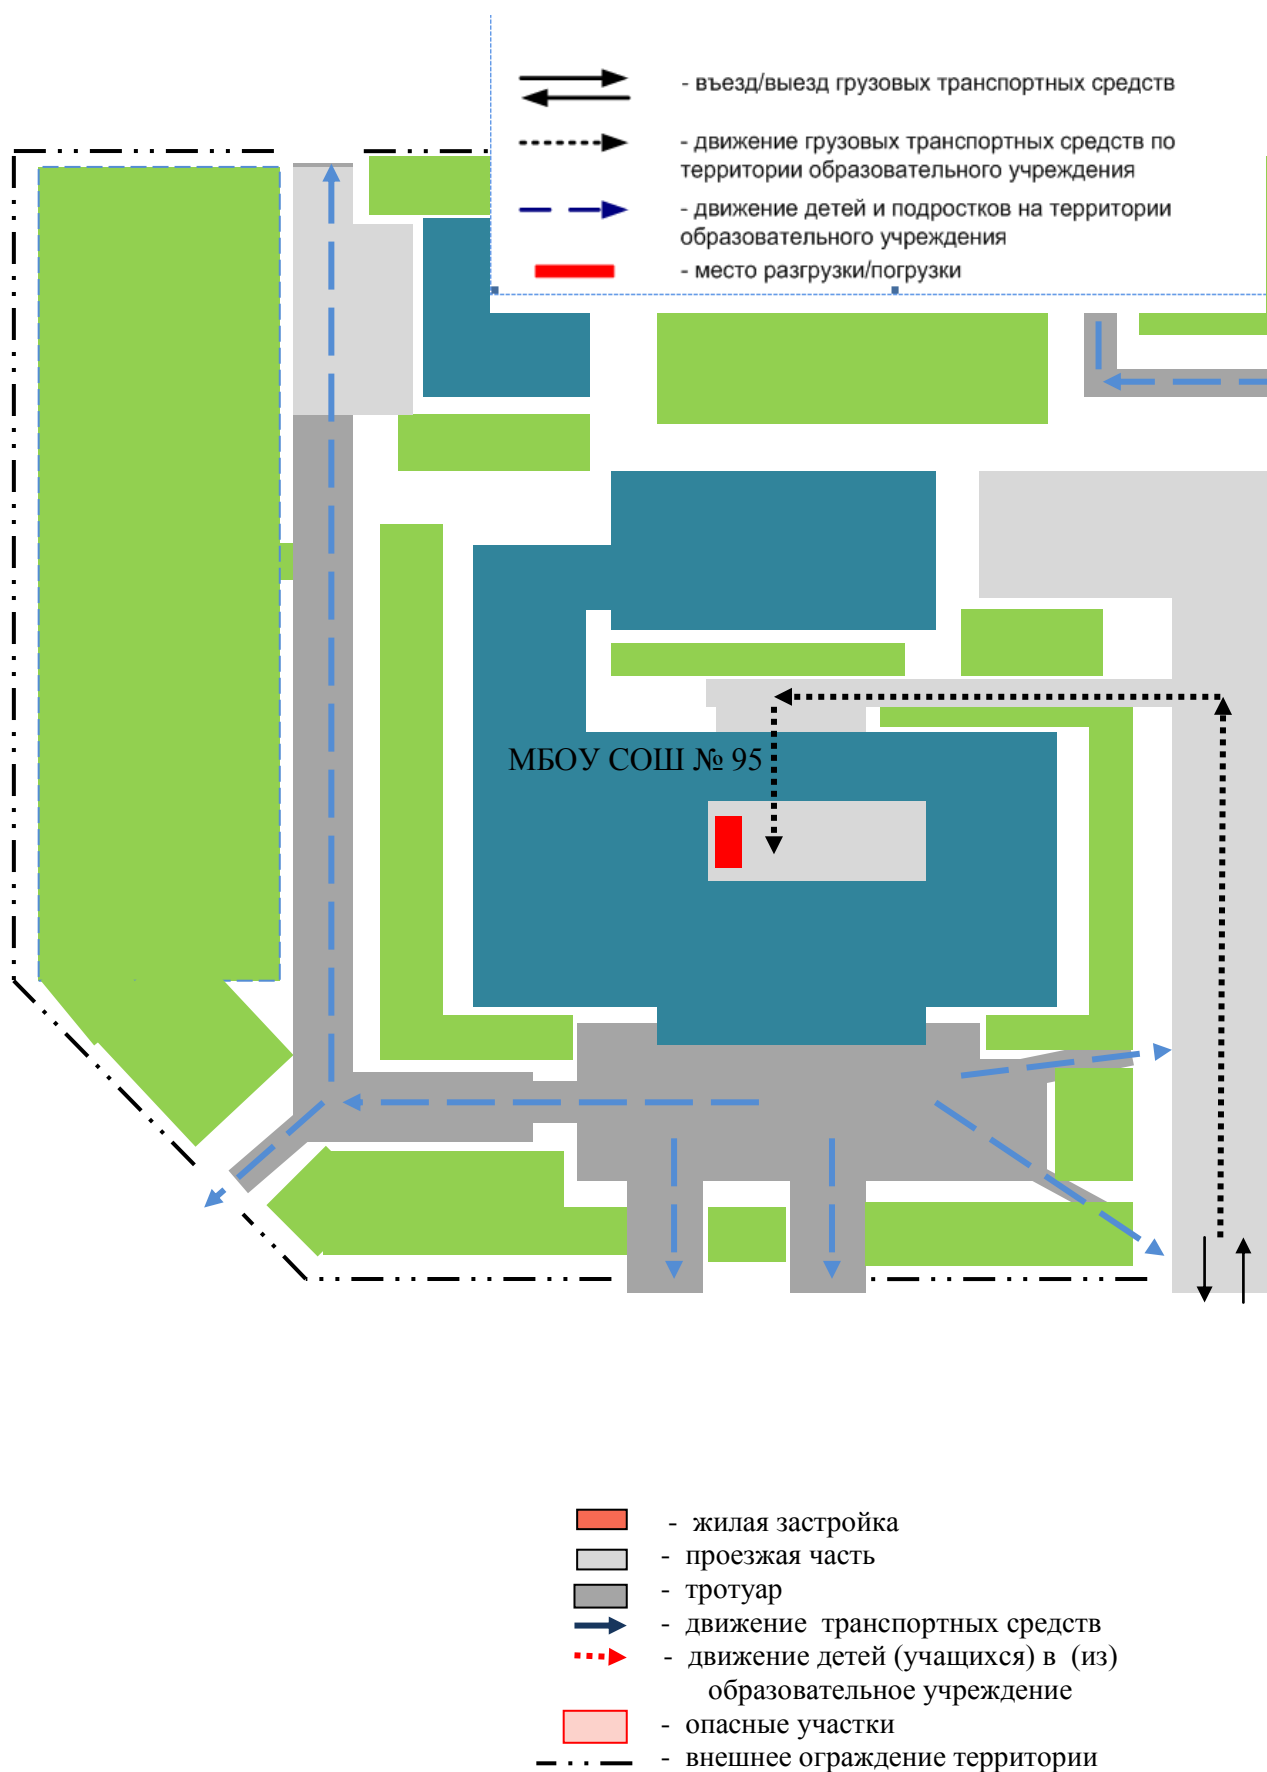 - въезд/выезд грузовых транспортных средств
- движение грузовых транспортных средств по
территории образовательного учреждения
- движение детей и подростков на территории
образовательного учреждения
- место разгрузки/погрузки
МБОУ СОШ № 95
- жилая застройка
- проезжая часть
- тротуар
- движение транспортных средств
- движение детей (учащихся) в (из)
образовательное учреждение
- опасные участки
- внешнее ограждение территории